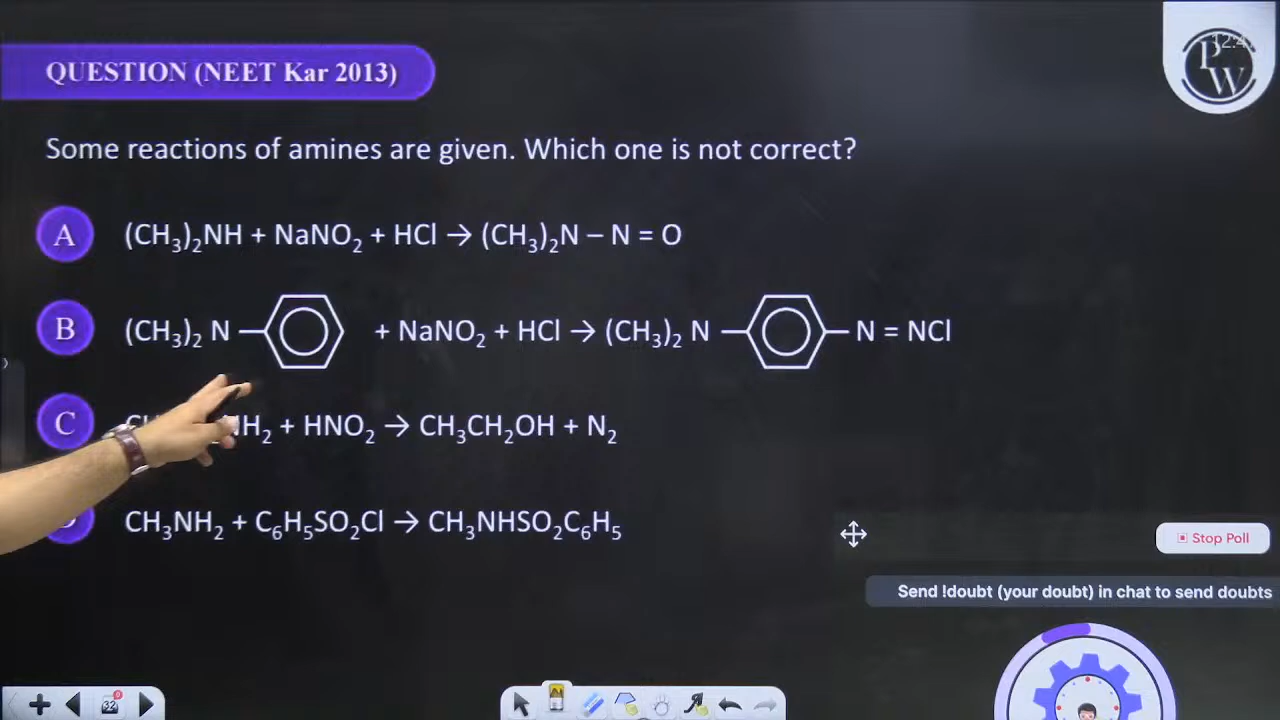 QUESTION (NEET Kar 2013)
Some reactions of amines are given. Which one is not correct?
A (CH₃)₂NH + NaNO₂ + HCl → (CH₃)₂N – N = O
B (CH₃)₂ N + NaNO₂ + HCl → (CH₃)₂ N N = NCl
C H₂ + HNO₂ → CH₃CH₂OH + N₂
CH₃NH₂ + C₆H₅SO₂Cl → CH₃NHSO₂C₆H₅
Stop Poll
Send !doubt (your doubt) in chat to send doubts
32
P
W